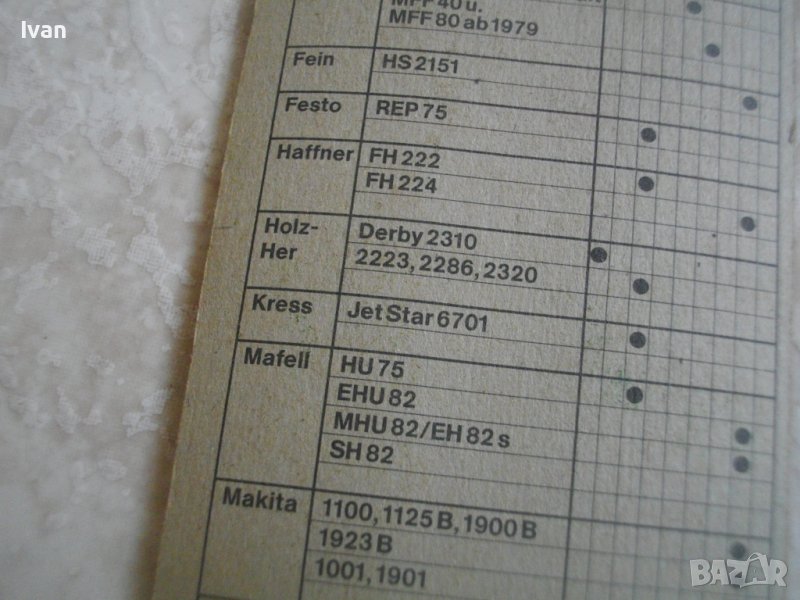 Ivan
MFF 40 u.
MFF 80 ab 1979
Fein HS 2151
Festo REP 75
Haffner FH 222
FH 224
Holz- Derby 2310
Her 2223, 2286, 2320
Kress Jet Star 6701
Mafell HU 75
EHU 82
MHU 82/EH 82 s
SH 82
Makita 1100, 1125 B, 1900 B
1923 B
1001, 1901
BAZAR